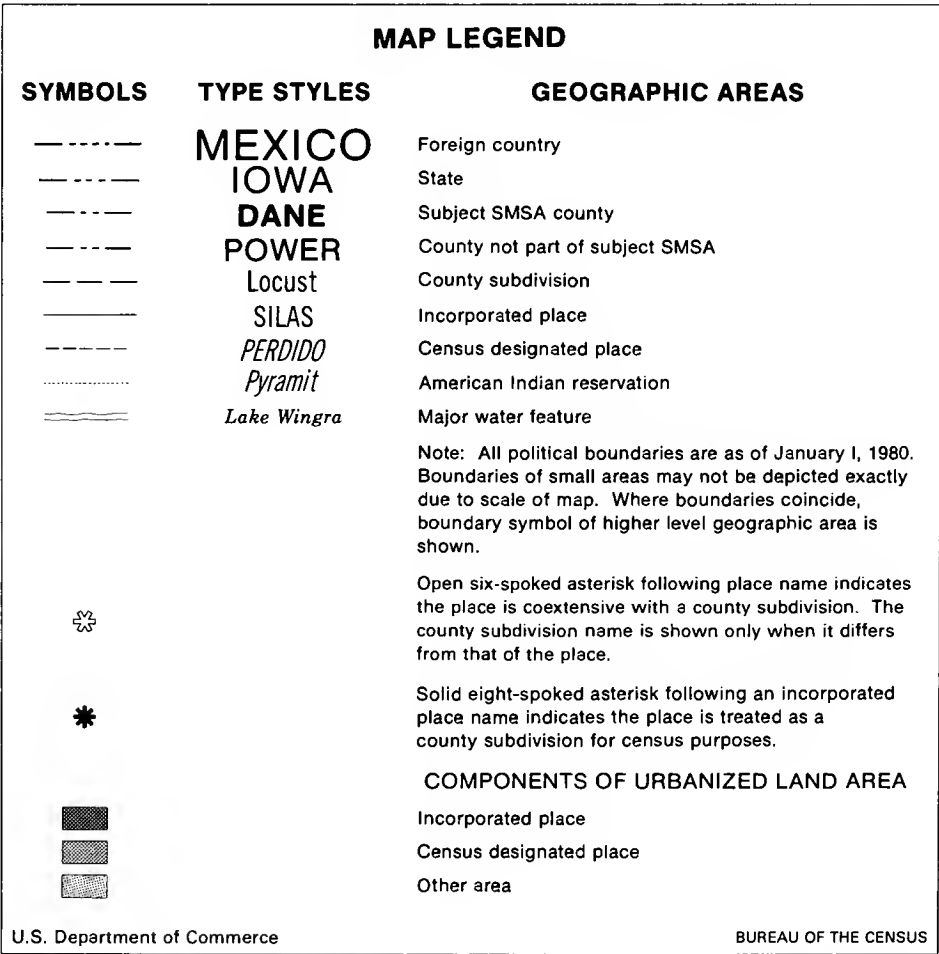 MAP LEGEND
SYMBOLS TYPE STYLES GEOGRAPHIC AREAS
MEXICO Foreign country
IOWA State
DANE Subject SMSA county
POWER County not part of subject SMSA
Locust County subdivision
SILAS Incorporated place
PERDIDO Census designated place
Pyramit American Indian reservation
Lake Wingra Major water feature
Note: All political boundaries are as of January I, 1980.
Boundaries of small areas may not be depicted exactly
due to scale of map. Where boundaries coincide,
boundary symbol of higher level geographic area is
shown.
Open six-spoked asterisk following place name indicates
the place is coextensive with a county subdivision. The
county subdivision name is shown only when it differs
from that of the place.
Solid eight-spoked asterisk following an incorporated
place name indicates the place is treated as a
county subdivision for census purposes.
COMPONENTS OF URBANIZED LAND AREA
Incorporated place
Census designated place
Other area
U.S. Department of Commerce BUREAU OF THE CENSUS